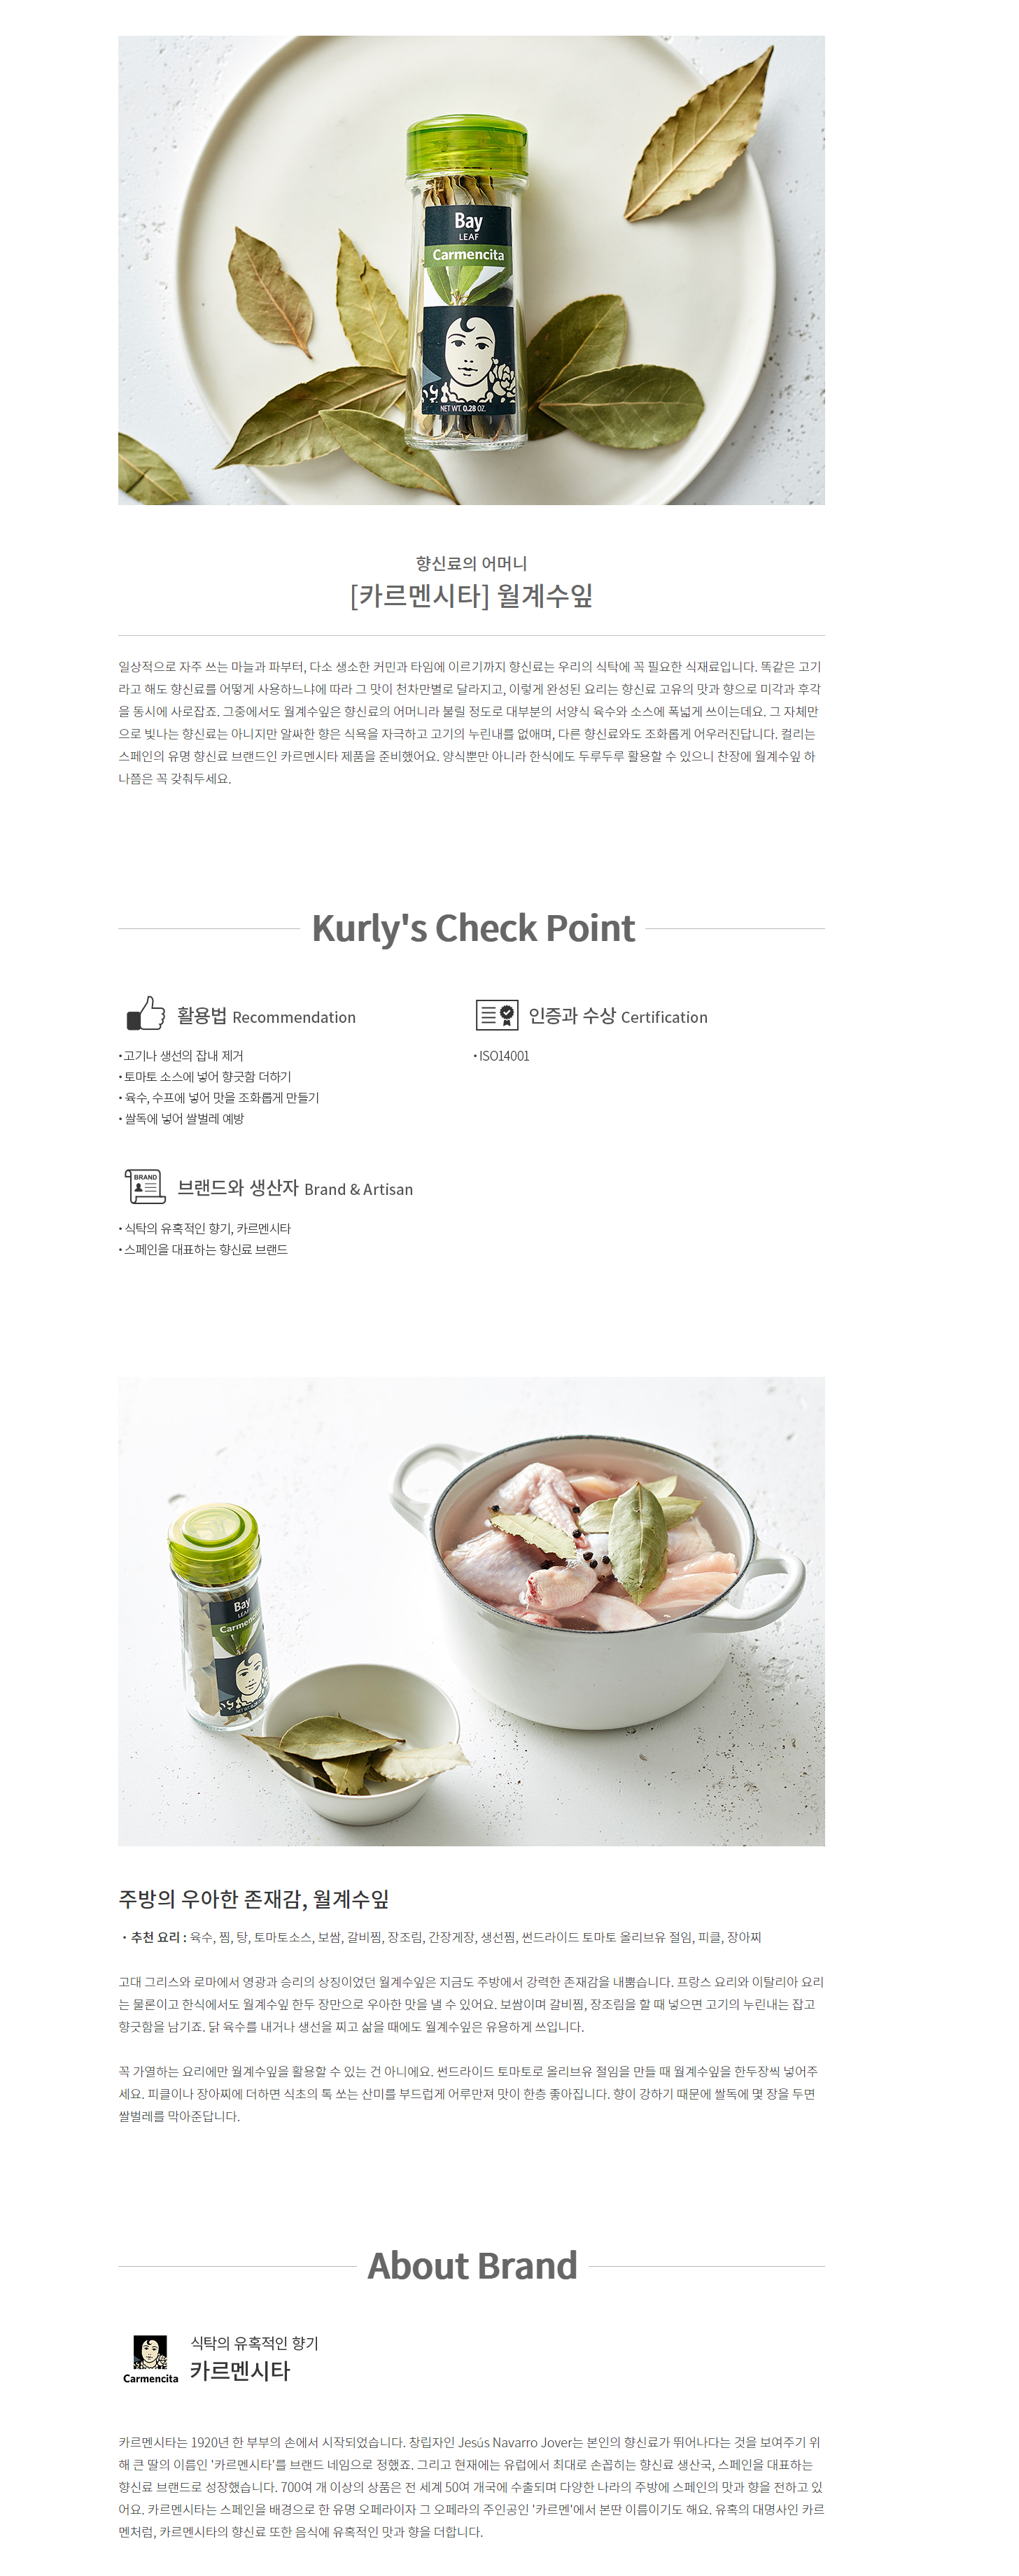 Bay
LEAF
Carmencita
NET WT. 0.28 OZ.
향신료의 어머니
[카르멘시타] 월계수잎
일상적으로 자주 쓰는 마늘과 파부터, 다소 생소한 커민과 타임에 이르기까지 향신료는 우리의 식탁에 꼭 필요한 식재료입니다. 똑같은 고기
라고 해도 향신료를 어떻게 사용하느냐에 따라 그 맛이 천차만별로 달라지고, 이렇게 완성된 요리는 향신료 고유의 맛과 향으로 미각과 후각
을 동시에 사로잡죠. 그중에서도 월계수잎은 향신료의 어머니라 불릴 정도로 대부분의 서양식 육수와 소스에 폭넓게 쓰이는데요. 그 자체만
으로 빛나는 향신료는 아니지만 알싸한 향은 식욕을 자극하고 고기의 누린내를 없애며, 다른 향신료와도 조화롭게 어우러진답니다. 컬리는
스페인의 유명 향신료 브랜드인 카르멘시타 제품을 준비했어요. 양식뿐만 아니라 한식에도 두루두루 활용할 수 있으니 찬장에 월계수잎 하
나쯤은 꼭 갖춰두세요.
Kurly's Check Point
활용법 Recommendation
• 고기나 생선의 잡내 제거
• 토마토 소스에 넣어 향긋함 더하기
• 육수, 수프에 넣어 맛을 조화롭게 만들기
• 쌀독에 넣어 쌀벌레 예방
인증과 수상 Certification
• ISO14001
BRAND
브랜드와 생산자 Brand & Artisan
• 식탁의 유혹적인 향기, 카르멘시타
• 스페인을 대표하는 향신료 브랜드
Bay
LEAF
Carmencita
주방의 우아한 존재감, 월계수잎
・추천 요리 : 육수, 찜, 탕, 토마토소스, 보쌈, 갈비찜, 장조림, 간장게장, 생선찜, 썬드라이드 토마토 올리브유 절임, 피클, 장아찌
고대 그리스와 로마에서 영광과 승리의 상징이었던 월계수잎은 지금도 주방에서 강력한 존재감을 내뿜습니다. 프랑스 요리와 이탈리아 요리
는 물론이고 한식에서도 월계수잎 한두 장만으로 우아한 맛을 낼 수 있어요. 보쌈이며 갈비찜, 장조림을 할 때 넣으면 고기의 누린내는 잡고
향긋함을 남기죠. 닭 육수를 내거나 생선을 찌고 삶을 때에도 월계수잎은 유용하게 쓰입니다.
꼭 가열하는 요리에만 월계수잎을 활용할 수 있는 건 아니에요. 썬드라이드 토마토로 올리브유 절임을 만들 때 월계수잎을 한두장씩 넣어주
세요. 피클이나 장아찌에 더하면 식초의 톡 쏘는 산미를 부드럽게 어루만져 맛이 한층 좋아집니다. 향이 강하기 때문에 쌀독에 몇 장을 두면
쌀벌레를 막아준답니다.
About Brand
Carmencita
식탁의 유혹적인 향기
카르멘시타
카르멘시타는 1920년 한 부부의 손에서 시작되었습니다. 창립자인 Jesús Navarro Jover는 본인의 향신료가 뛰어나다는 것을 보여주기 위
해 큰 딸의 이름인 '카르멘시타'를 브랜드 네임으로 정했죠. 그리고 현재에는 유럽에서 최대로 손꼽히는 향신료 생산국, 스페인을 대표하는
향신료 브랜드로 성장했습니다. 700여 개 이상의 상품은 전 세계 50여 개국에 수출되며 다양한 나라의 주방에 스페인의 맛과 향을 전하고 있
어요. 카르멘시타는 스페인을 배경으로 한 유명 오페라이자 그 오페라의 주인공인 '카르멘'에서 본딴 이름이기도 해요. 유혹의 대명사인 카르
멘처럼, 카르멘시타의 향신료 또한 음식에 유혹적인 맛과 향을 더합니다.